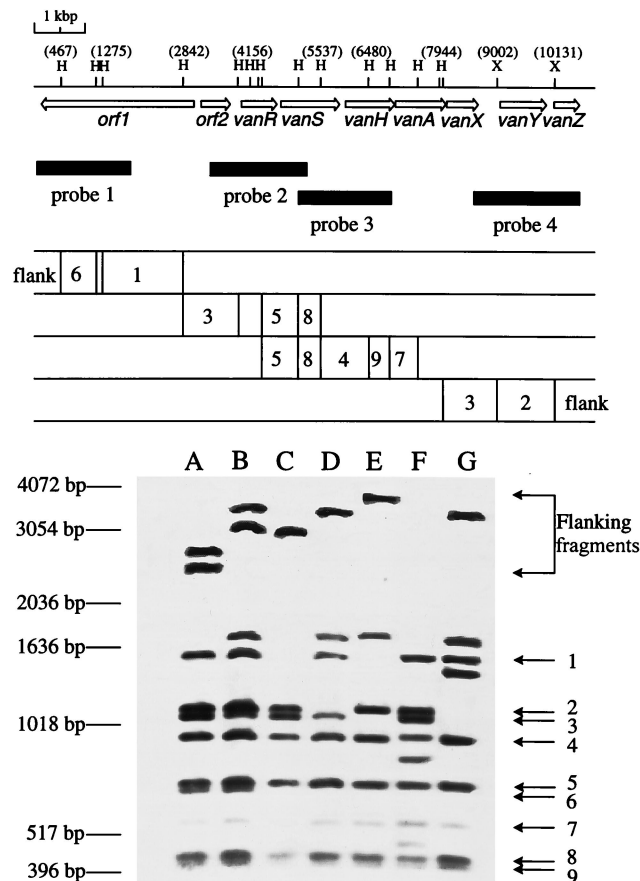 1 kbp
(467) (1275) (2842) (4156) (5537) (6480) (7944) (9002) (10131)
H H H H H H H H H H H H H H X X
orf1 orf2 vanR vanS vanH vanA vanX vanY vanZ
probe 1 probe 2 probe 4
probe 3
flank 6 1
3 5 8
5 8 4 9 7
3 2 flank
A B C D E F G
4072 bp
Flanking
fragments
3054 bp
2036 bp
1636 bp
1
2
1018 bp
3
4
5
6
7
517 bp
8
396 bp
9